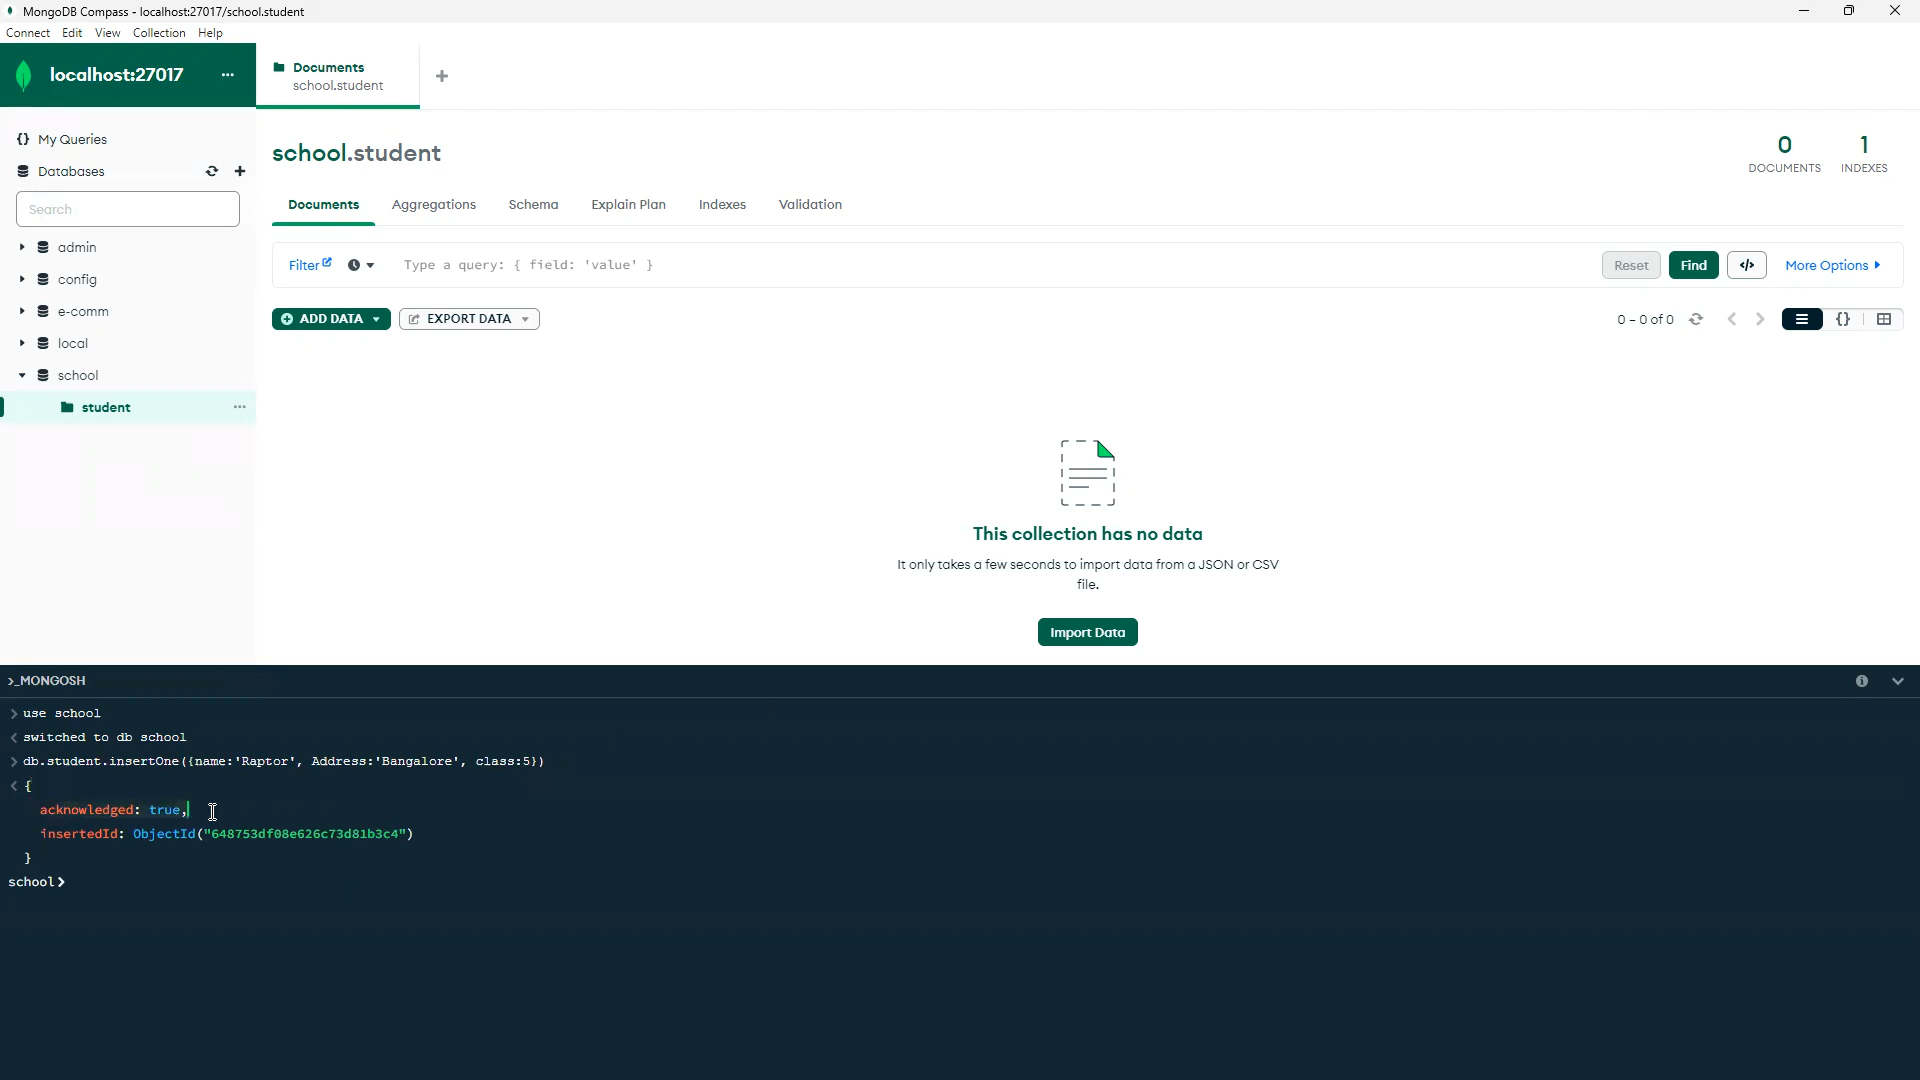 MongoDB Compass - localhost:27017/school.student
Connect Edit View Collection Help
localhost:27017
Documents
school.student
My Queries
Databases
Search
admin
config
e-comm
local
school
student
school.student
0
DOCUMENTS
1
INDEXES
Documents Aggregations Schema Explain Plan Indexes Validation
Filter Type a query: { field: 'value' } Reset Find </> More Options
ADD DATA EXPORT DATA 0 – 0 of 0 {}
This collection has no data
It only takes a few seconds to import data from a JSON or CSV
file.
Import Data
>_MONGOSH
> use school
< switched to db school
> db.student.insertOne({name:'Raptor', Address:'Bangalore', class:5})
< {
acknowledged: true,
insertedId: ObjectId("648753df08e626c73d81b3c4")
}
school>